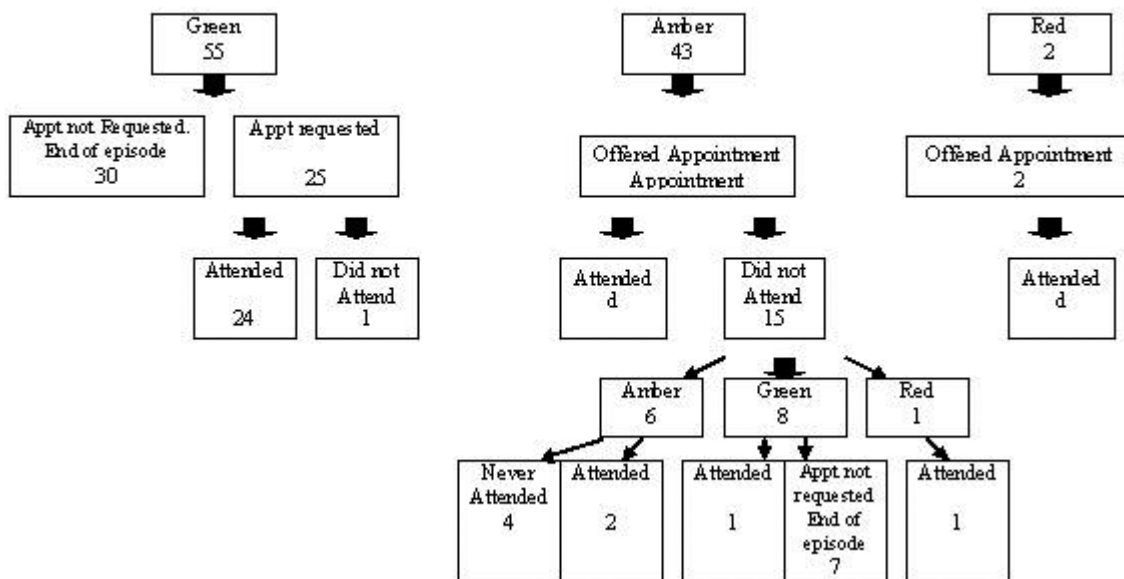 Green
55
Amber
43
Red
2
Appt not Requested.
End of episode
30
Appt requested
25
Offered Appointment
Appointment
Offered Appointment
2
Attended
24
Did not
Attend
1
Attended
d
Did not
Attend
15
Attended
d
Amber
6
Green
8
Red
1
Never
Attended
4
Attended
2
Attended
1
Appt not
requested
End of
episode
7
Attended
1